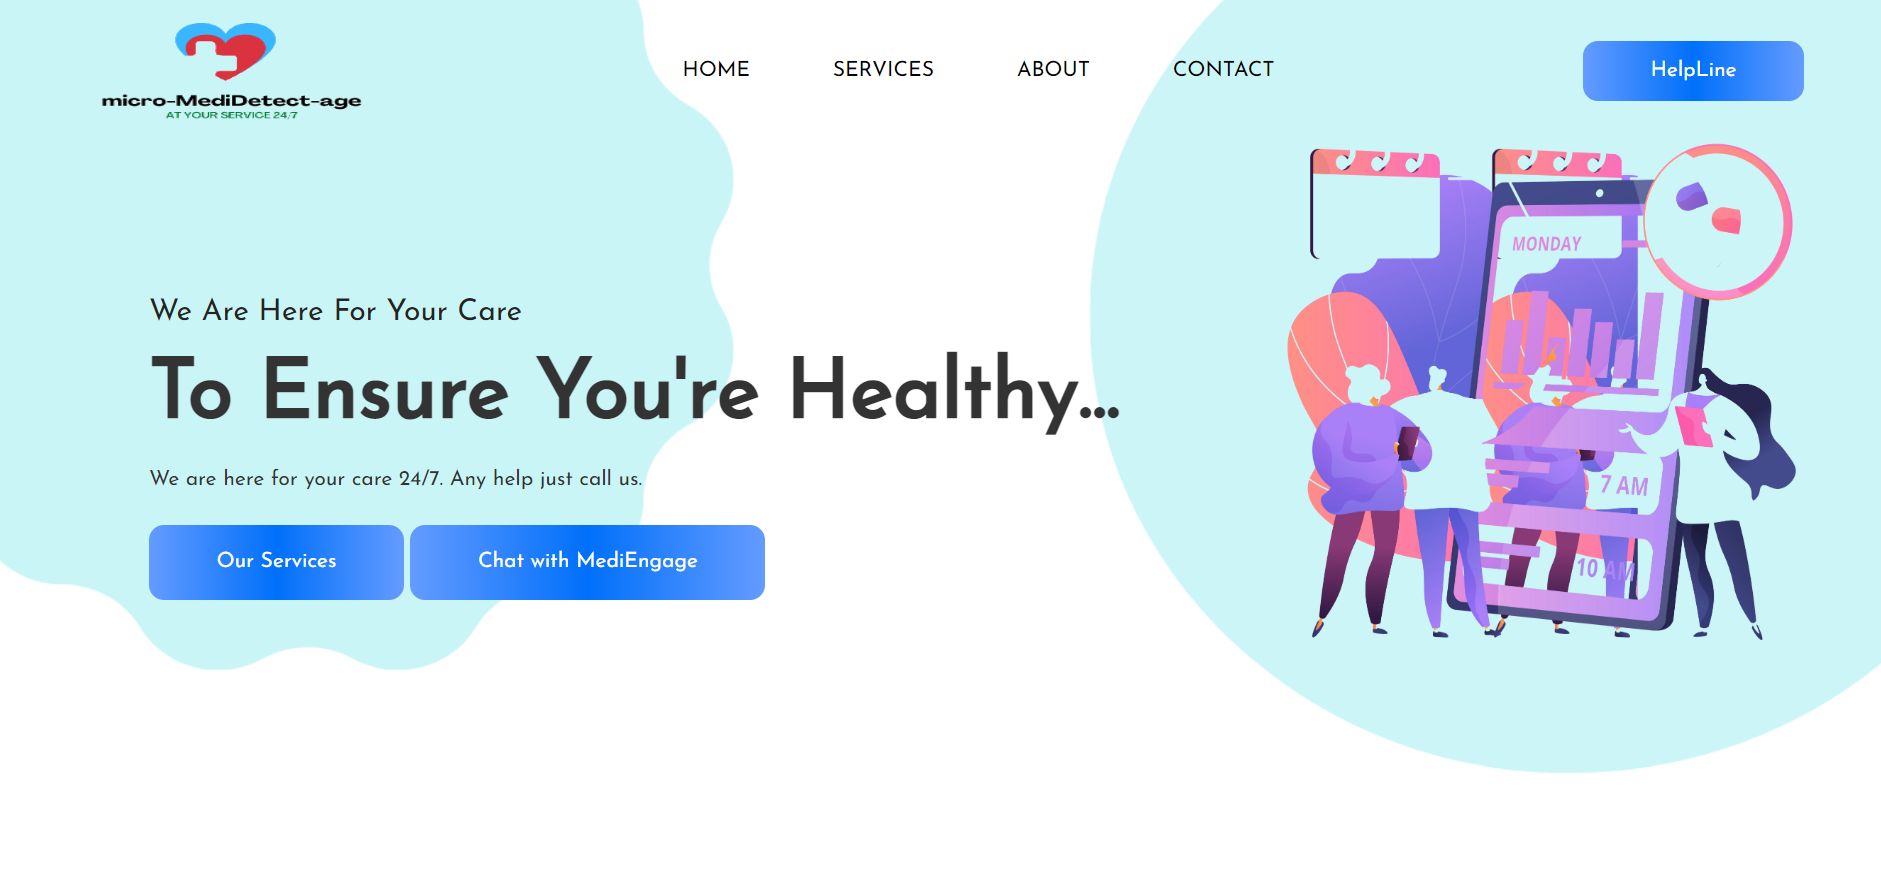 micro-MediDetect-age
AT YOUR SERVICE 24/7
HOME SERVICES ABOUT CONTACT
HelpLine
We Are Here For Your Care
To Ensure You're Healthy...
We are here for your care 24/7. Any help just call us.
Our Services
Chat with MediEngage
MONDAY
7 AM
10 AM